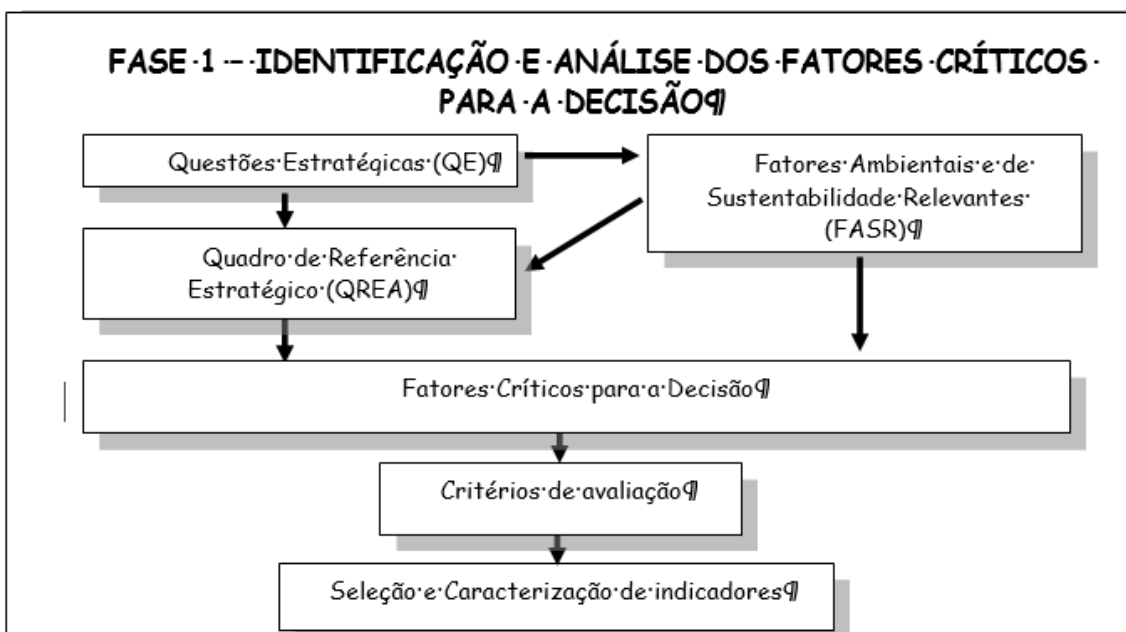 FASE·1·–·IDENTIFICAÇÃO·E·ANÁLISE·DOS·FATORES·CRÍTICOS·
PARA·A·DECISÃO¶
Questões·Estratégicas·(QE)¶
Fatores·Ambientais·e·de·
Sustentabilidade·Relevantes·
(FASR)¶
Quadro·de·Referência·
Estratégico·(QREA)¶
Fatores·Críticos·para·a·Decisão¶
Critérios·de·avaliação¶
Seleção·e·Caracterização·de·indicadores¶